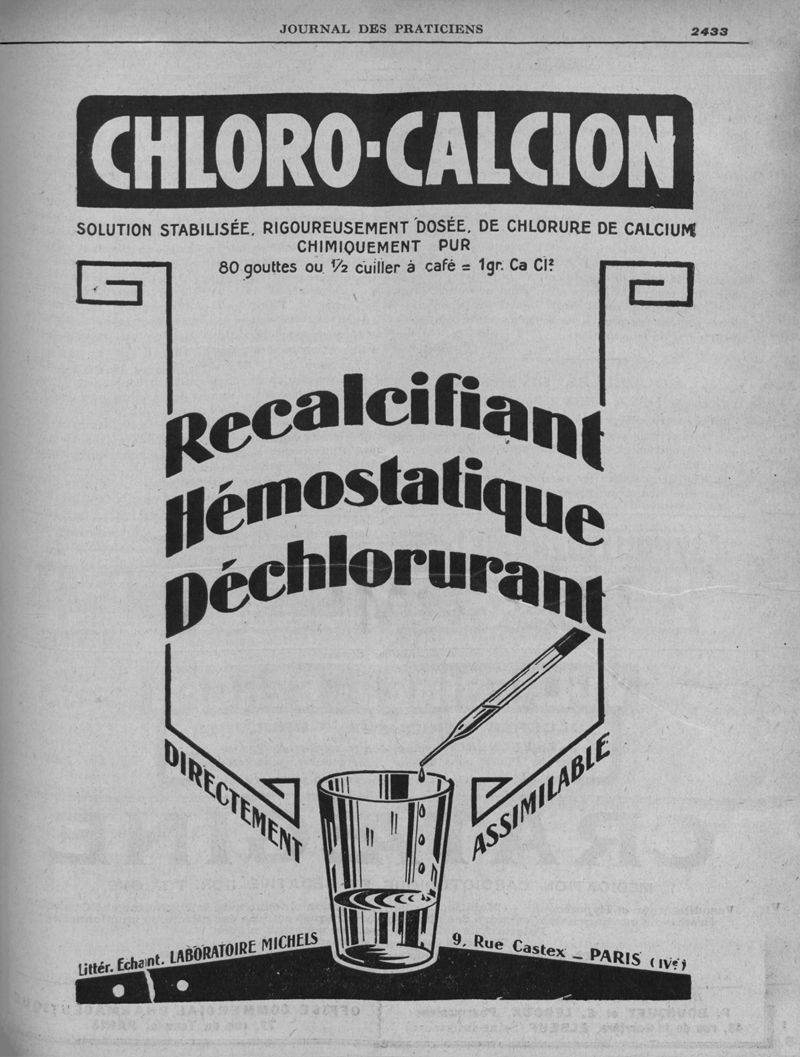 JOURNAL DES PRATICIENS 2433
CHLORO-CALCION
SOLUTION STABILISÉE, RIGOUREUSEMENT DOSÉE, DE CHLORURE DE CALCIUM
CHIMIQUEMENT PUR
80 gouttes ou ½ cuiller à café = 1gr. Ca Cl²
Recalcifiant
Hémostatique
Déchlorurant
DIRECTEMENT
ASSIMILABLE
Littér. Echant. LABORATOIRE MICHELS
9, Rue Castex – PARIS (IVe)